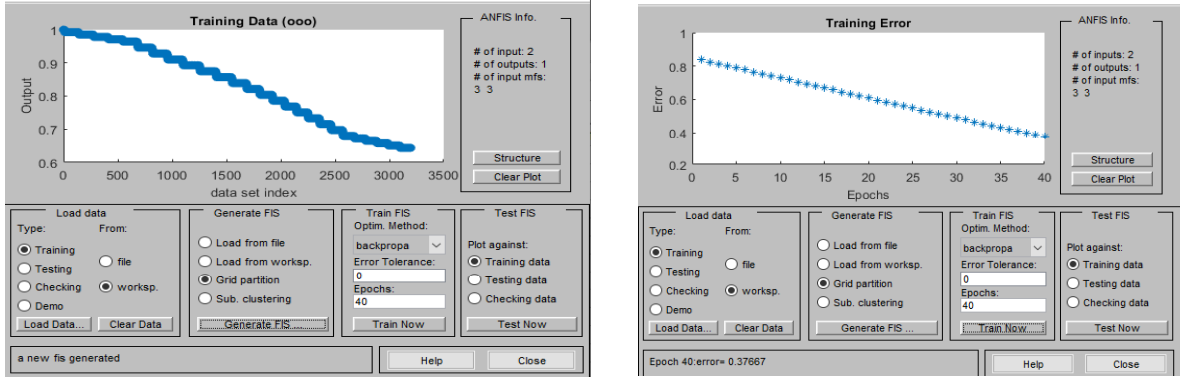 Training Data (ooo)
1
0.9
0.8
0.7
0.6
Output
0 500 1000 1500 2000 2500 3000 3500
data set index
ANFIS Info.
# of input: 2
# of outputs: 1
# of input mfs:
3 3
Structure
Clear Plot
Load data
Type: From:
Training
Testing
Checking
Demo
file
worksp.
Load Data...
Clear Data
Generate FIS
Load from file
Load from worksp.
Grid partition
Sub. clustering
Generate FIS ...
Train FIS
Optim. Method:
backpropa
Error Tolerance:
0
Epochs:
40
Train Now
Test FIS
Plot against:
Training data
Testing data
Checking data
Test Now
a new fis generated
Help
Close
Training Error
1
0.8
0.6
0.4
0.2
Error
0 5 10 15 20 25 30 35 40
Epochs
ANFIS Info.
# of inputs: 2
# of outputs: 1
# of input mfs:
3 3
Structure
Clear Plot
Load data
Type: From:
Training
Testing
Checking
Demo
file
worksp.
Load Data...
Clear Data
Generate FIS
Load from file
Load from worksp.
Grid partition
Sub. clustering
Generate FIS ...
Train FIS
Optim. Method:
backpropa
Error Tolerance:
0
Epochs:
40
Train Now
Test FIS
Plot against:
Training data
Testing data
Checking data
Test Now
Epoch 40:error= 0.37667
Help
Close